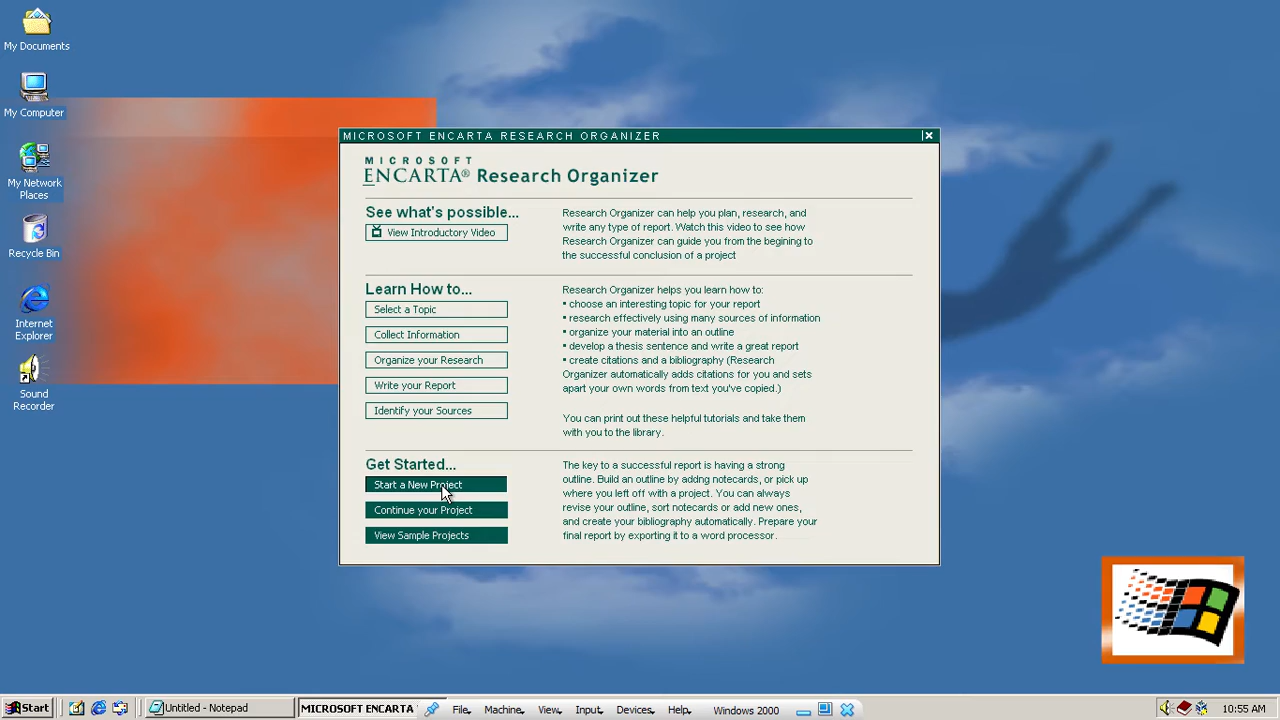 My Documents
My Computer
My Network
Places
Recycle Bin
Internet
Explorer
Sound
Recorder
MICROSOFT ENCARTA RESEARCH ORGANIZER
MICROSOFT
ENCARTA® Research Organizer
See what's possible...
View Introductory Video
Research Organizer can help you plan, research, and
write any type of report. Watch this video to see how
Research Organizer can guide you from the begining to
the successful conclusion of a project
Learn How to...
Select a Topic
Collect Information
Organize your Research
Write your Report
Identify your Sources
Research Organizer helps you learn how to:
• choose an interesting topic for your report
• research effectively using many sources of information
• organize your material into an outline
• develop a thesis sentence and write a great report
• create citations and a bibliography (Research
Organizer automatically adds citations for you and sets
apart your own words from text you've copied.)
You can print out these helpful tutorials and take them
with you to the library.
Get Started...
Start a New Project
Continue your Project
View Sample Projects
The key to a successful report is having a strong
outline. Build an outline by addng notecards, or pick up
where you left off with a project. You can always
revise your outline, sort notecards or add new ones,
and create your bibliography automatically. Prepare your
final report by exporting it to a word processor.
Start
Untitled - Notepad
MICROSOFT ENCARTA
File
Machine
View
Input
Devices
Help
Windows 2000
10:55 AM